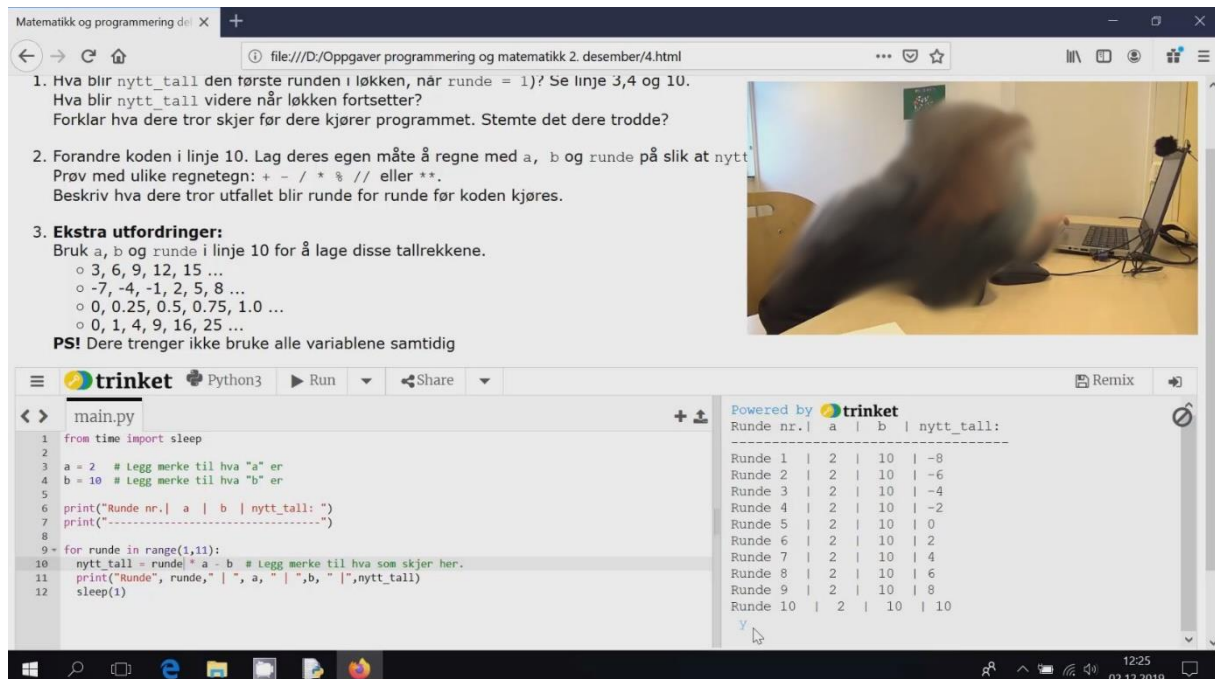 Matematikk og programmering del
file:///D:/Oppgaver programmering og matematikk 2. desember/4.html
1. Hva blir nytt_tall den første runden i løkken, når runde = 1)? Se linje 3,4 og 10.
Hva blir nytt_tall videre når løkken fortsetter?
Forklar hva dere tror skjer før dere kjører programmet. Stemte det dere trodde?
2. Forandre koden i linje 10. Lag deres egen måte å regne med a, b og runde på slik at nytt
Prøv med ulike regnetegn: + - / * % // eller **.
Beskriv hva dere tror utfallet blir runde for runde før koden kjøres.
3. Ekstra utfordringer:
Bruk a, b og runde i linje 10 for å lage disse tallrekkene.
◦ 3, 6, 9, 12, 15 ...
◦ -7, -4, -1, 2, 5, 8 ...
◦ 0, 0.25, 0.5, 0.75, 1.0 ...
◦ 0, 1, 4, 9, 16, 25 ...
PS! Dere trenger ikke bruke alle variablene samtidig
trinket Python3 Run Share Remix
main.py
1 from time import sleep
2
3 a = 2 # Legg merke til hva "a" er
4 b = 10 # Legg merke til hva "b" er
5
6 print("Runde nr.| a | b | nytt_tall: ")
7 print("----------------------------------")
8
9 for runde in range(1,11):
10 nytt_tall = runde * a - b # Legg merke til hva som skjer her.
11 print("Runde", runde," | ", a, " | ",b, " |",nytt_tall)
12 sleep(1)
Powered by trinket
Runde nr.| a | b | nytt_tall:
----------------------------------
Runde 1 | 2 | 10 | -8
Runde 2 | 2 | 10 | -6
Runde 3 | 2 | 10 | -4
Runde 4 | 2 | 10 | -2
Runde 5 | 2 | 10 | 0
Runde 6 | 2 | 10 | 2
Runde 7 | 2 | 10 | 4
Runde 8 | 2 | 10 | 6
Runde 9 | 2 | 10 | 8
Runde 10 | 2 | 10 | 10
y
12:25
02.12.2019